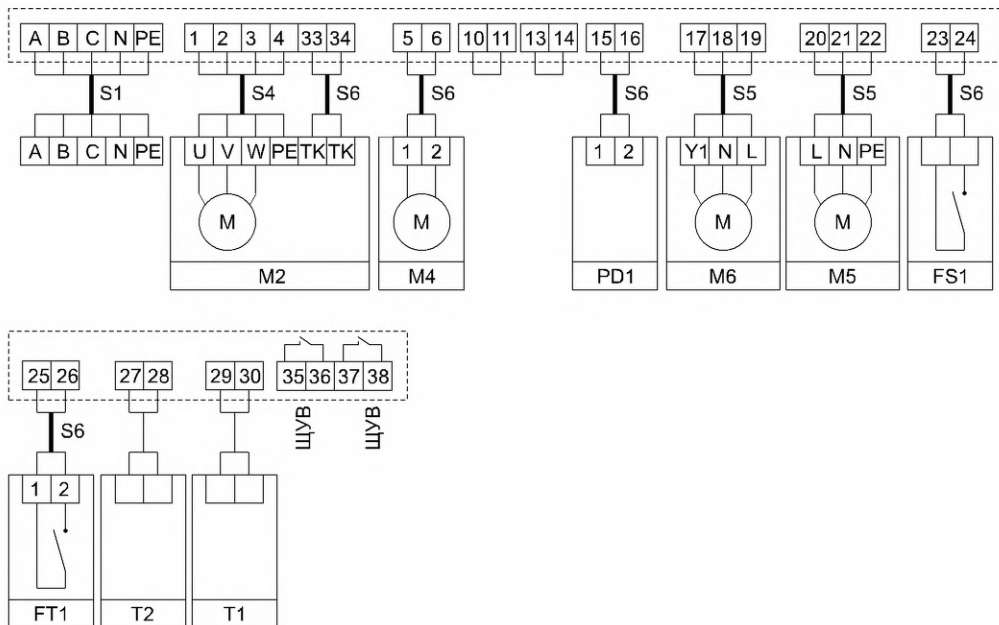 A B C N PE 1 2 3 4 33 34 5 6 10 11 13 14 15 16 17 18 19 20 21 22 23 24
S1 S4 S6 S6 S6 S5 S5 S6
A B C N PE U V W PE TK TK 1 2 1 2 Y1 N L L N PE
M M M M
M2 M4 PD1 M6 M5 FS1
25 26 27 28 29 30 35 36 37 38
S6 ЩУВ ЩУВ
1 2
FT1 T2 T1